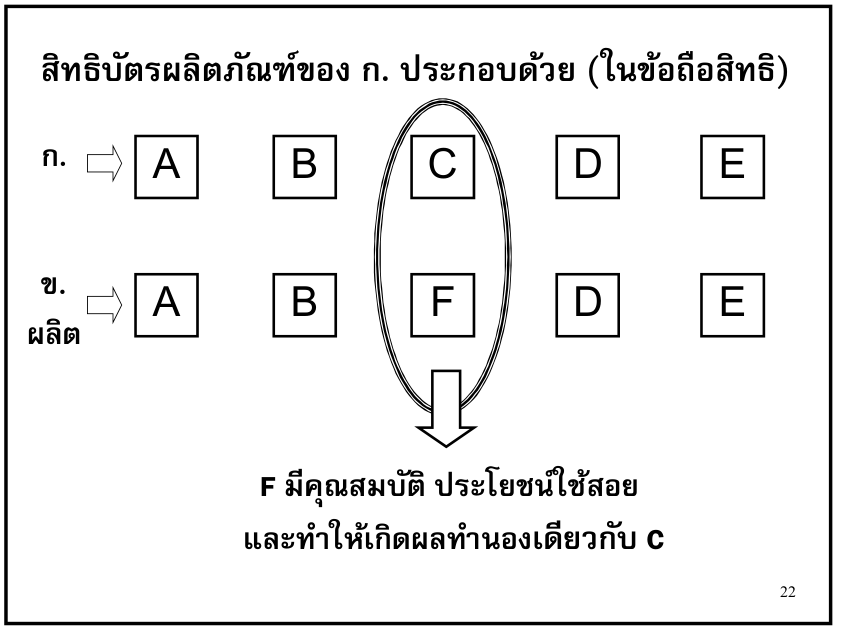 สิทธิบัตรผลิตภัณฑ์ของ ก. ประกอบด้วย (ในข้อถือสิทธิ)
ก. A B C D E
ข. A B F D E
ผลิต
F มีคุณสมบัติ ประโยชน์ใช้สอย
และทำให้เกิดผลทำนองเดียวกับ C
22